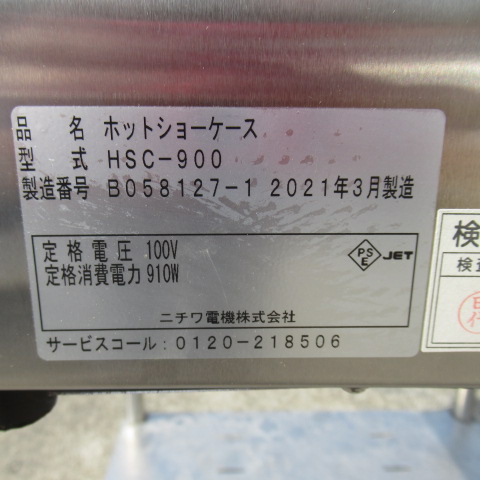 品 名 ホットショーケース
型 式 HSC-900
製造番号 B058127-1 2021年3月製造
定格電圧 100V
定格消費電力 910W
PS E JET
ニチワ電機株式会社
サービスコール:0120-218506
検
検査